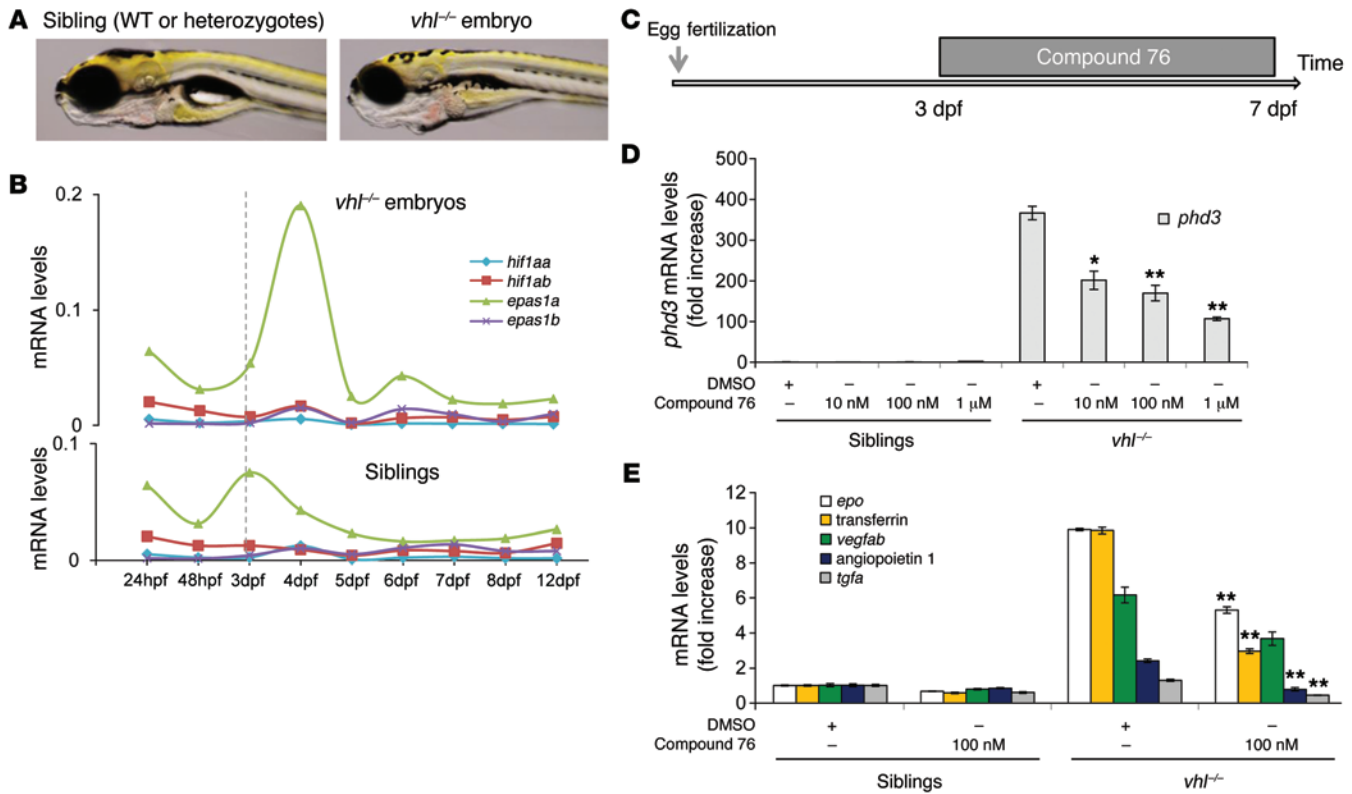 A
Sibling (WT or heterozygotes)
vhl–/– embryo
B
mRNA levels
0.2
0.1
0
vhl–/– embryos
hif1aa
hif1ab
epas1a
epas1b
mRNA levels
0.1
0
Siblings
24hpf 48hpf 3dpf 4dpf 5dpf 6dpf 7dpf 8dpf 12dpf
C
Egg fertilization
Compound 76
Time
3 dpf 7 dpf
D
phd3 mRNA levels
(fold increase)
500
400
300
200
100
0
phd3
* ** **
DMSO + – – – + – – –
Compound 76 – 10 nM 100 nM 1 μM – 10 nM 100 nM 1 μM
Siblings vhl–/–
E
mRNA levels
(fold increase)
12
10
8
6
4
2
0
epo
transferrin
vegfab
angiopoietin 1
tgfa
** ** ** **
DMSO + – + –
Compound 76 – 100 nM – 100 nM
Siblings vhl–/–